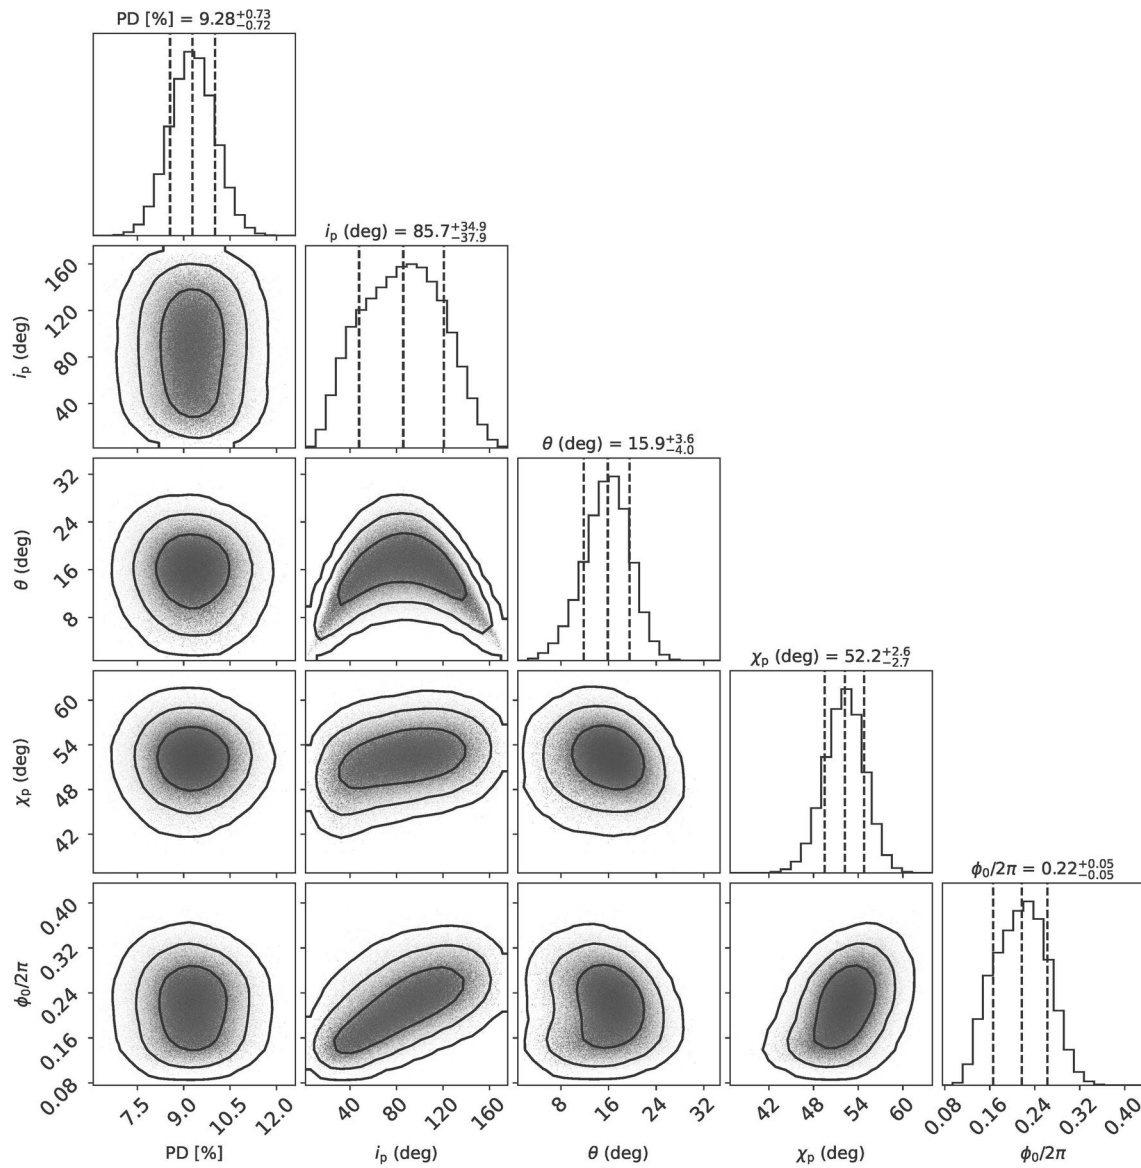 PD [%] = 9.28+0.73 −0.72
iₚ (deg) = 85.7+34.9 −37.9
160
120
80
40
iₚ (deg)
θ (deg) = 15.9+3.6 −4.0
32
24
16
8
θ (deg)
χₚ (deg) = 52.2+2.6 −2.7
60
54
48
42
χₚ (deg)
ϕ₀/2π = 0.22+0.05 −0.05
0.40
0.32
0.24
0.16
0.08
ϕ₀/2π
7.5 9.0 10.5 12.0 40 80 120 160 8 16 24 32 42 48 54 60 0.08 0.16 0.24 0.32 0.40
PD [%] iₚ (deg) θ (deg) χₚ (deg) ϕ₀/2π